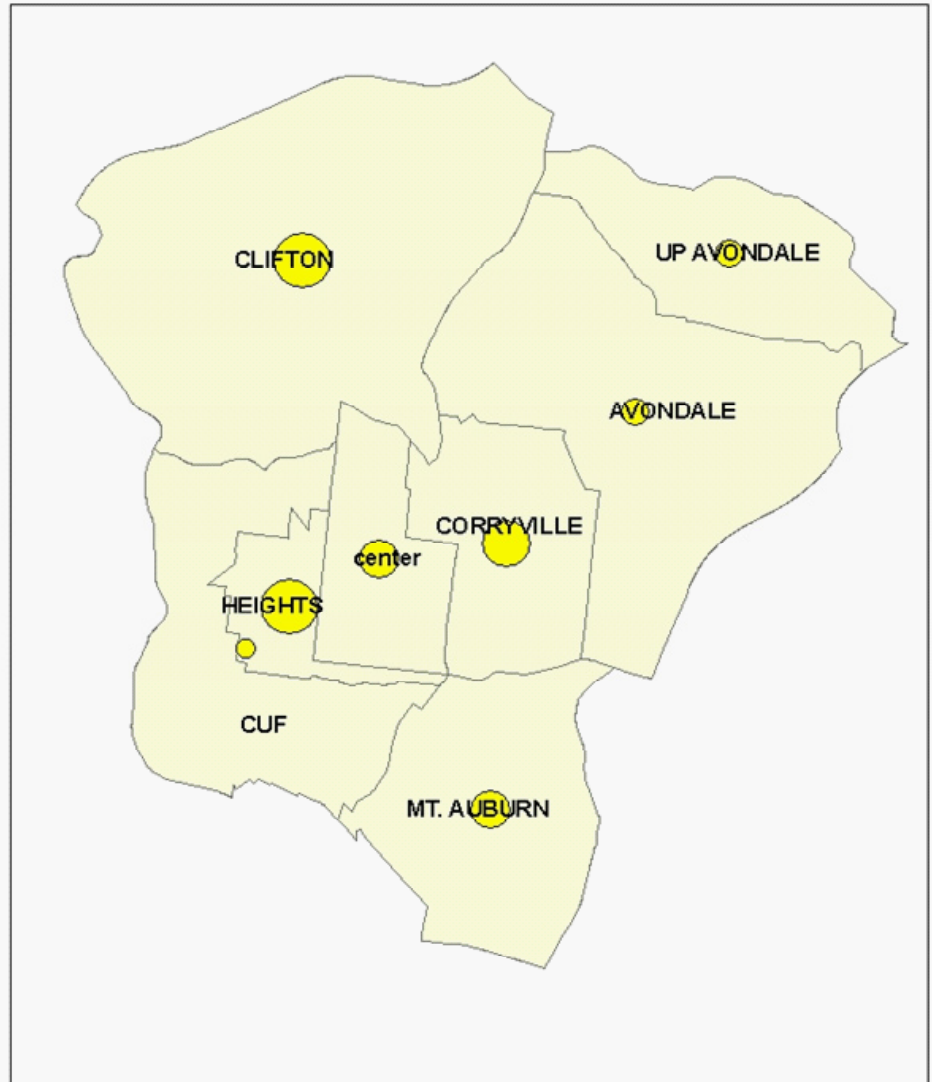 UP AVONDALE
CLIFTON
AVONDALE
CORRYVILLE
center
HEIGHTS
CUF
MT. AUBURN